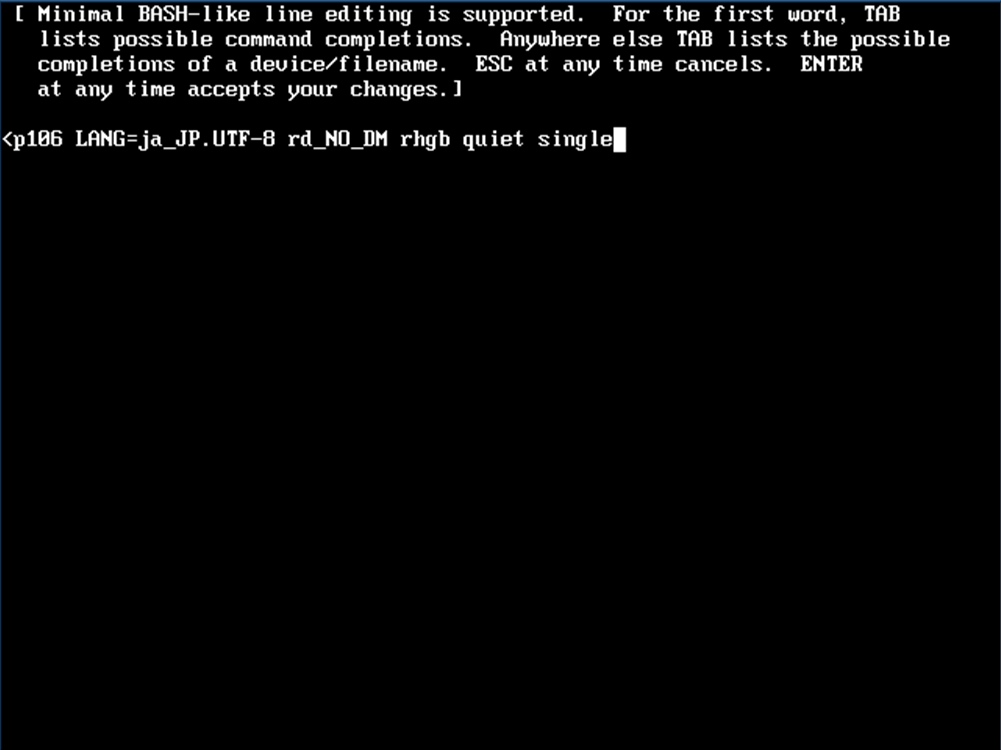 [ Minimal BASH-like line editing is supported.  For the first word, TAB
lists possible command completions.  Anywhere else TAB lists the possible
completions of a device/filename.  ESC at any time cancels.  ENTER
at any time accepts your changes.]
<p106 LANG=ja_JP.UTF-8 rd_NO_DM rhgb quiet single